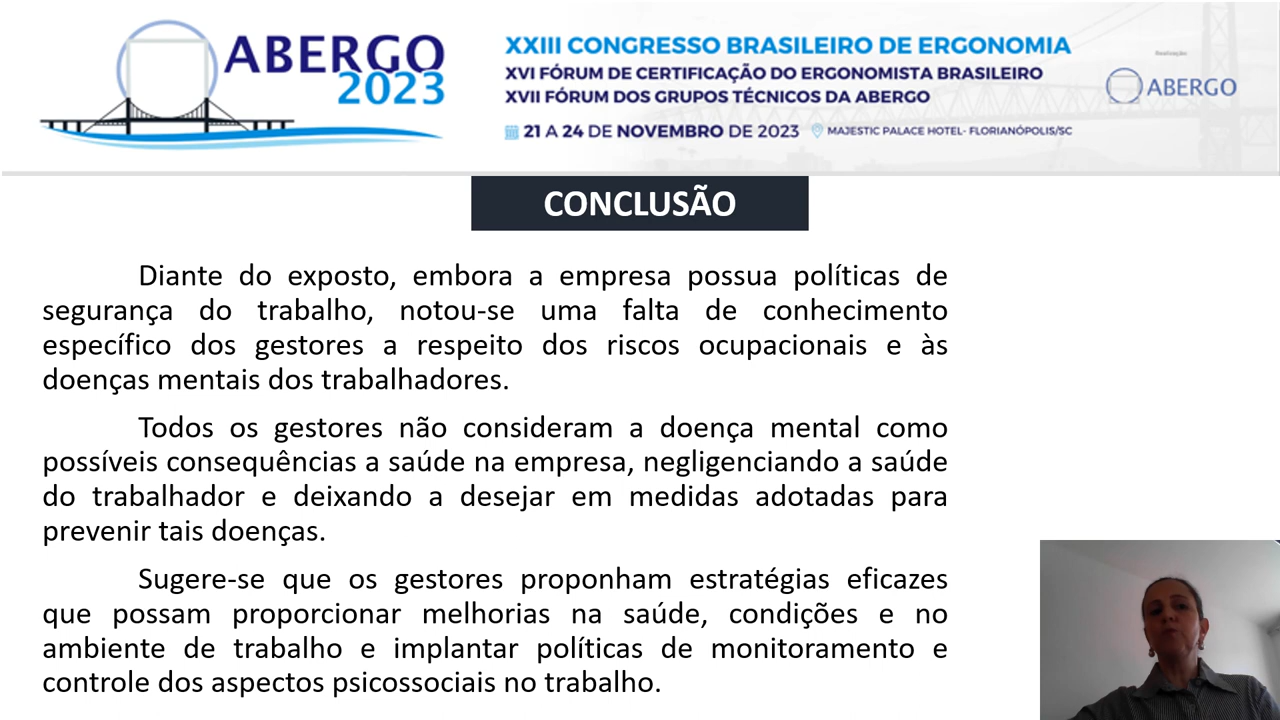 ABERGO
2023
XXIII CONGRESSO BRASILEIRO DE ERGONOMIA
XVI FÓRUM DE CERTIFICAÇÃO DO ERGONOMISTA BRASILEIRO
XVII FÓRUM DOS GRUPOS TÉCNICOS DA ABERGO
21 A 24 DE NOVEMBRO DE 2023 MAJESTIC PALACE HOTEL- FLORIANÓPOLIS/SC
Realização
ABERGO
CONCLUSÃO
Diante do exposto, embora a empresa possua políticas de
segurança do trabalho, notou-se uma falta de conhecimento
específico dos gestores a respeito dos riscos ocupacionais e às
doenças mentais dos trabalhadores.
Todos os gestores não consideram a doença mental como
possíveis consequências a saúde na empresa, negligenciando a saúde
do trabalhador e deixando a desejar em medidas adotadas para
prevenir tais doenças.
Sugere-se que os gestores proponham estratégias eficazes
que possam proporcionar melhorias na saúde, condições e no
ambiente de trabalho e implantar políticas de monitoramento e
controle dos aspectos psicossociais no trabalho.